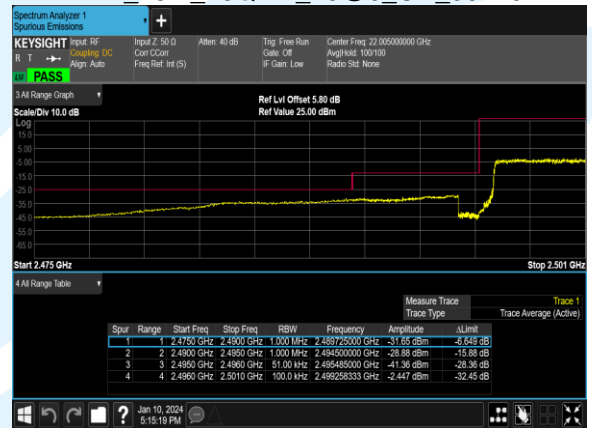 Spectrum Analyzer 1
Spurious Emissions
KEYSIGHT Input: RF Input Z: 50 Ω Atten: 40 dB Trig: Free Run Center Freq: 22.005000000 GHz
R T Coupling: DC Corr CCorr Gate: Off Avg|Hold: 100/100
Align: Auto Freq Ref: Int (S) IF Gain: Low Radio Std: None
PASS
3 All Range Graph
Ref Lvl Offset 5.80 dB
Scale/Div 10.0 dB Ref Value 25.00 dBm
Log
15.0
5.00
-5.00
-15.0
-25.0
-35.0
-45.0
-55.0
-65.0
Start 2.475 GHz Stop 2.501 GHz
4 All Range Table
Measure Trace Trace 1
Trace Type Trace Average (Active)
Spur Range Start Freq Stop Freq RBW Frequency Amplitude ΔLimit
1 1 2.4750 GHz 2.4900 GHz 1.000 MHz 2.489725000 GHz -31.65 dBm -6.649 dB
2 2 2.4900 GHz 2.4950 GHz 1.000 MHz 2.494500000 GHz -28.88 dBm -15.88 dB
3 3 2.4950 GHz 2.4960 GHz 51.00 kHz 2.495485000 GHz -41.36 dBm -28.36 dB
4 4 2.4960 GHz 2.5010 GHz 100.0 kHz 2.499258333 GHz -2.447 dBm -32.45 dB
Jan 10, 2024
5:15:19 PM